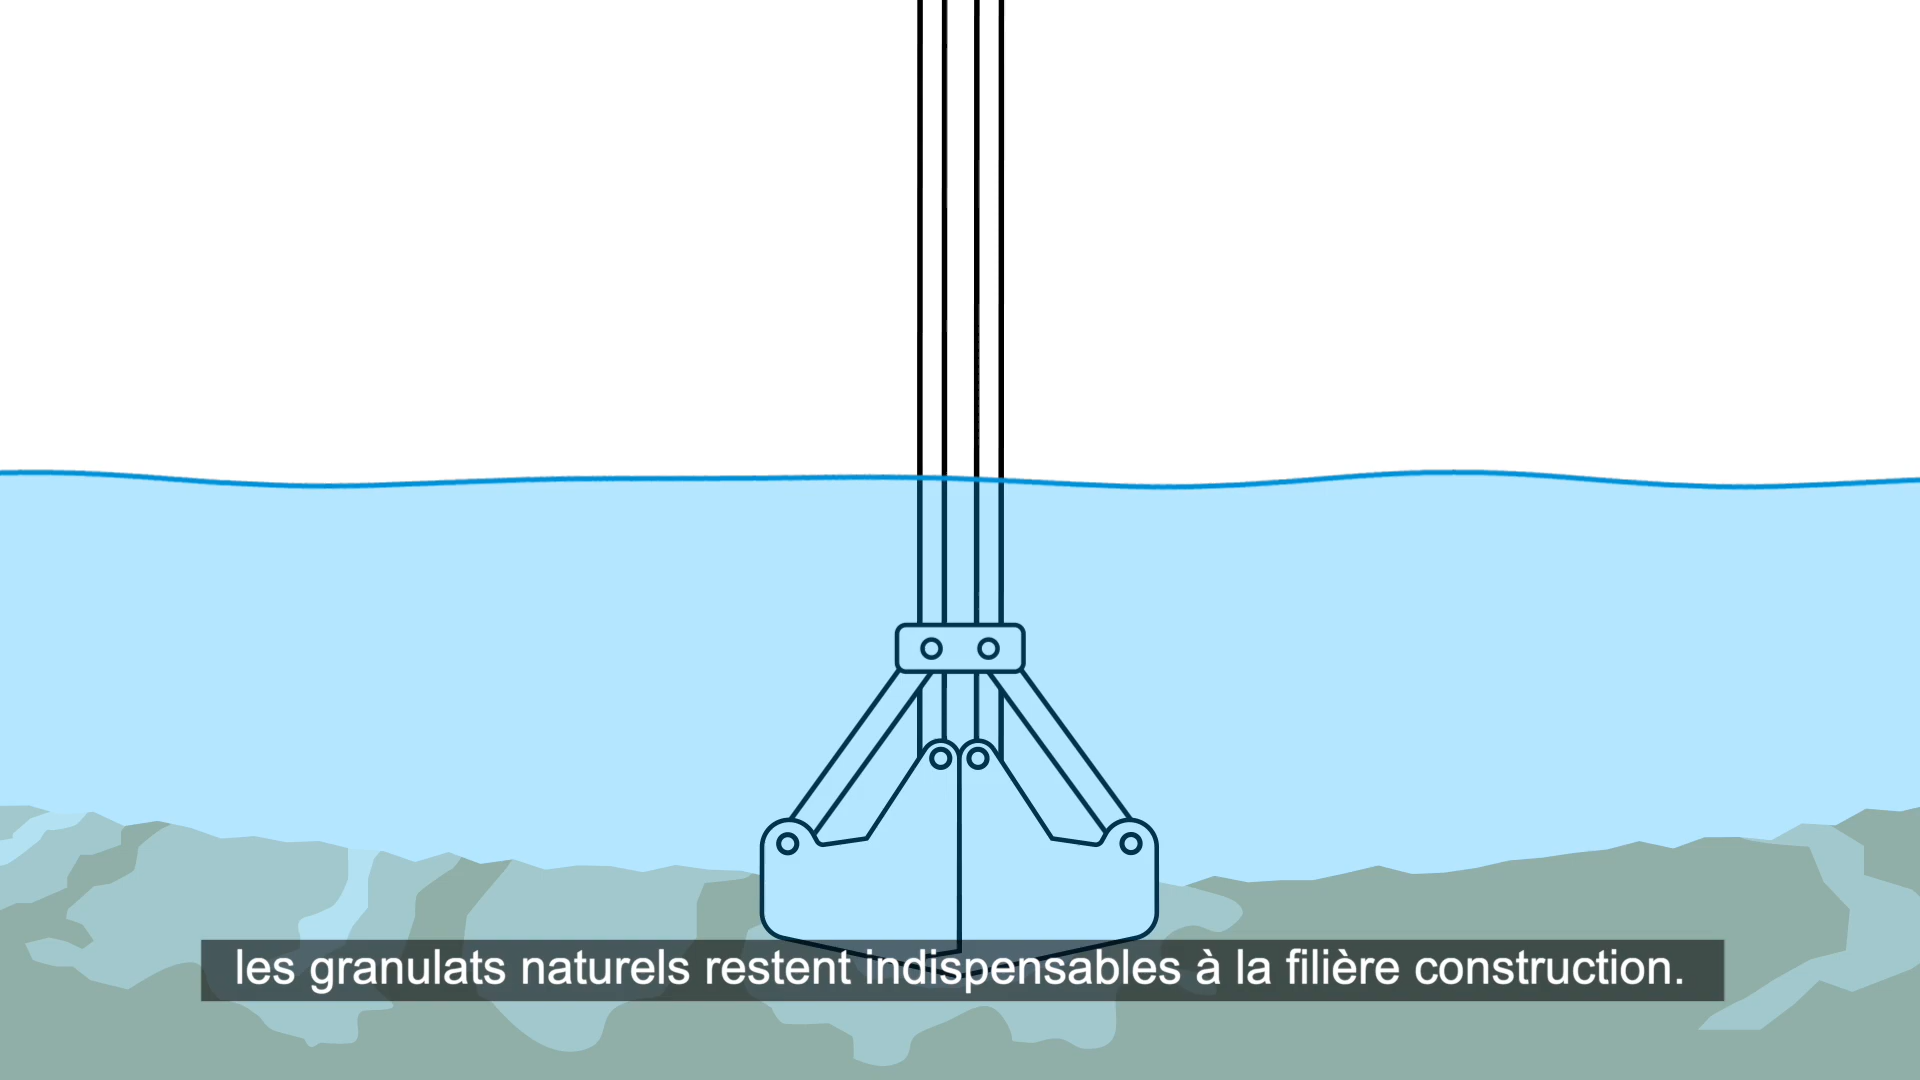 les granulats naturels restent indispensables à la filière construction.